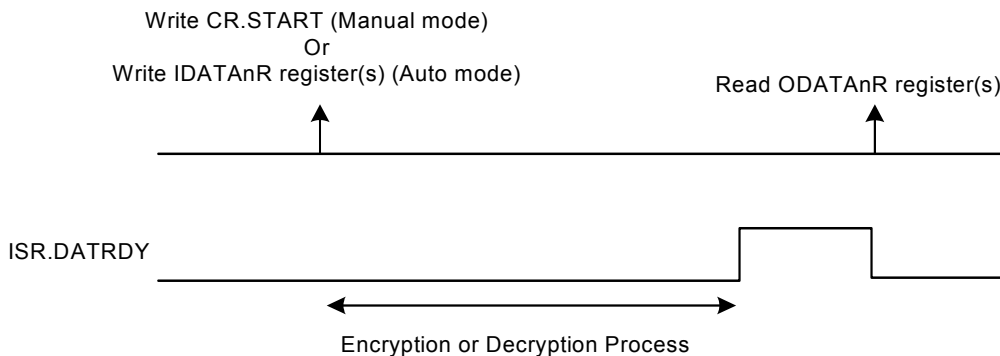 Write CR.START (Manual mode)
Or
Write IDATAnR register(s) (Auto mode)
Read ODATAnR register(s)
ISR.DATRDY
Encryption or Decryption Process